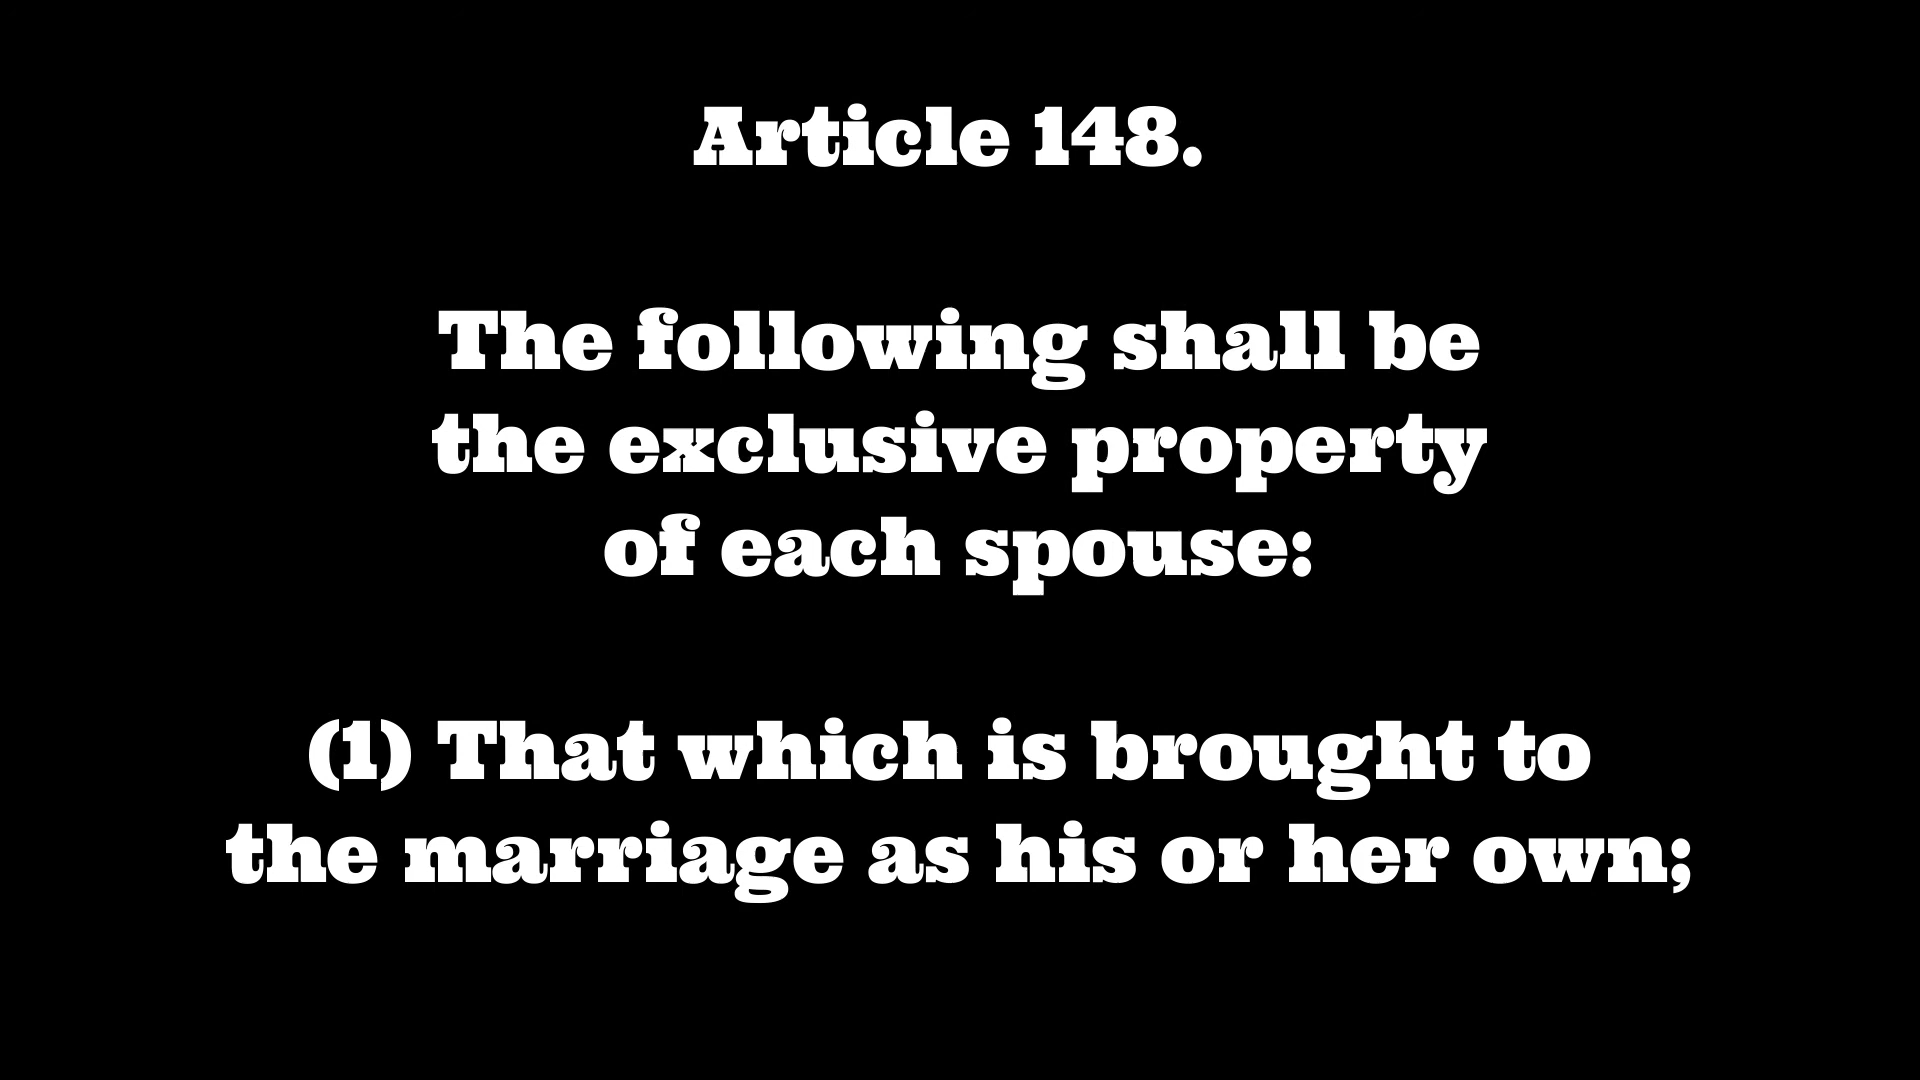 Article 148.
The following shall be
the exclusive property
of each spouse:
(1) That which is brought to
the marriage as his or her own;